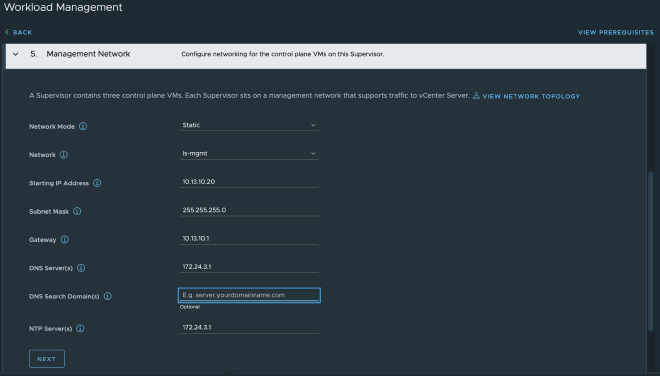 Workload Management
BACK
VIEW PREREQUISITES
5. Management Network Configure networking for the control plane VMs on this Supervisor.
A Supervisor contains three control plane VMs. Each Supervisor sits on a management network that supports traffic to vCenter Server. VIEW NETWORK TOPOLOGY
Network Mode Static
Network ls-mgmt
Starting IP Address 10.13.10.20
Subnet Mask 255.255.255.0
Gateway 10.13.10.1
DNS Server(s) 172.24.3.1
DNS Search Domain(s) E.g. server.yourdomainname.com
Optional
NTP Server(s) 172.24.3.1
NEXT